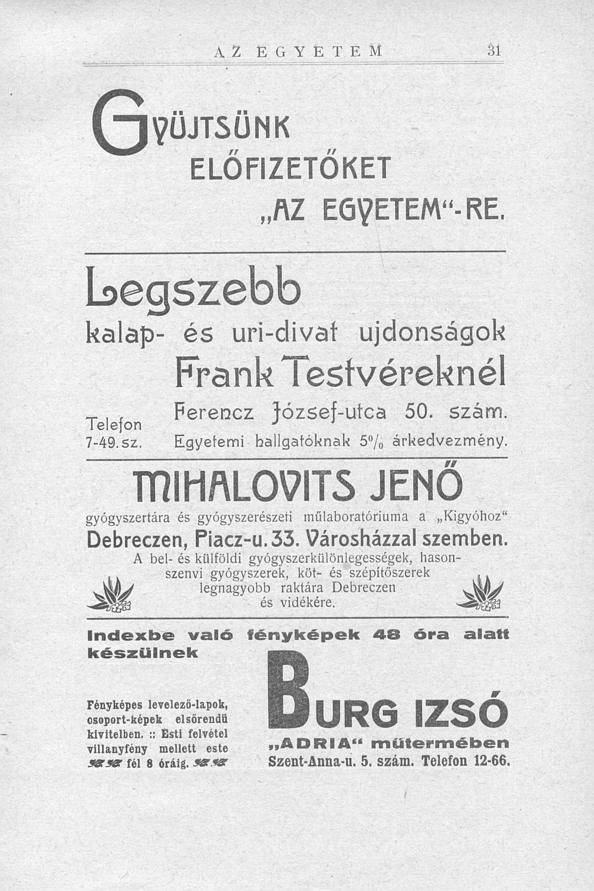 AZ EGYETEM 31
GYÜJTSÜNK
ELŐFIZETŐKET
„AZ EGYETEM“-RE.
Legszebb
kalap- és uri-divat ujdonságok
Frank Testvéreknél
Telefon
7-49. sz.
Ferencz József-utca 50. szám.
Egyetemi hallgatóknak 5% árkedvezmény.
MIHALOVITS JENŐ
gyógyszertára és gyógyszerészeti műlaboratóriuma a „Kigyóhoz“
Debreczen, Piacz-u. 33. Városházzal szemben.
A bel- és külföldi gyógyszerkülönlegességek, hason-
szenvi gyógyszerek, köt- és szépítőszerek
legnagyobb raktára Debreczen
és vidékére.
Indexbe való fényképek 48 óra alatt
készülnek
Fényképes levelező-lapok,
csoport-képek elsőrendü
kivitelben. :: Esti felvétel
villanyfény mellett este
fél 8 óráig.
BURG IZSÓ
„ADRIA“ műtermében
Szent-Anna-u. 5. szám. Telefon 12-66.